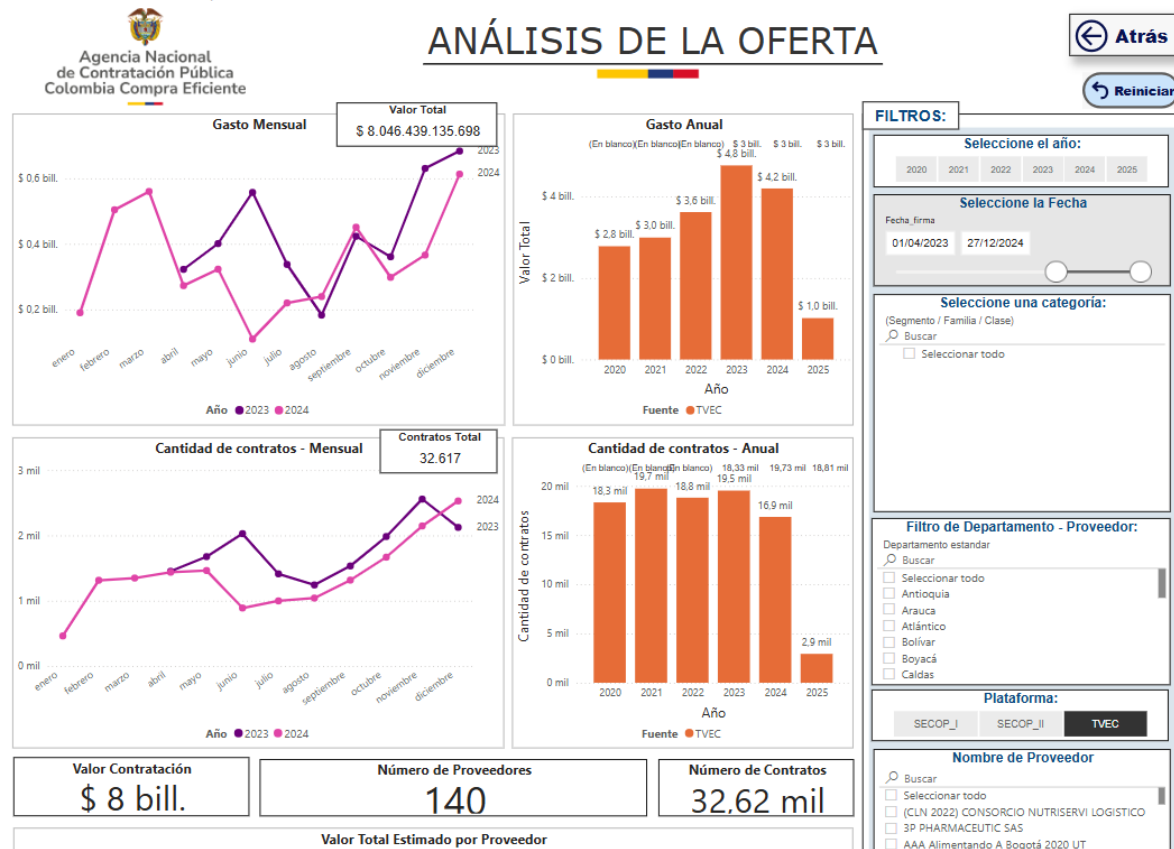 Agencia Nacional
de Contratación Pública
Colombia Compra Eficiente
ANÁLISIS DE LA OFERTA
Atrás
Reiniciar
Gasto Mensual
Valor Total
$ 8.046.439.135.698
2023
2024
$ 0,6 bill.
$ 0,4 bill.
$ 0,2 bill.
enero
febrero
marzo
abril
mayo
junio
julio
agosto
septiembre
octubre
noviembre
diciembre
Año 2023 2024
Gasto Anual
(En blanco)(En blanco)(En blanco) $ 3 bill. $ 3 bill. $ 3 bill.
$ 4,8 bill.
$ 4,2 bill.
$ 3,6 bill.
$ 3,0 bill.
$ 2,8 bill.
$ 1,0 bill.
Valor Total
$ 4 bill.
$ 2 bill.
$ 0 bill.
2020 2021 2022 2023 2024 2025
Año
Fuente TVEC
Cantidad de contratos - Mensual
Contratos Total
32.617
3 mil
2 mil
1 mil
0 mil
2024
2023
enero
febrero
marzo
abril
mayo
junio
julio
agosto
septiembre
octubre
noviembre
diciembre
Año 2023 2024
Cantidad de contratos - Anual
(En blanco) 18,33 mil 19,73 mil 18,81 mil
18,3 mil
19,7 mil
18,8 mil
19,5 mil
16,9 mil
2,9 mil
Cantidad de contratos
20 mil
15 mil
10 mil
5 mil
0 mil
2020 2021 2022 2023 2024 2025
Año
Fuente TVEC
Valor Contratación
$ 8 bill.
Número de Proveedores
140
Número de Contratos
32,62 mil
Valor Total Estimado por Proveedor
FILTROS:
Seleccione el año:
2020 2021 2022 2023 2024 2025
Seleccione la Fecha
Fecha_firma
01/04/2023 27/12/2024
Seleccione una categoría:
(Segmento / Familia / Clase)
Buscar
Seleccionar todo
Filtro de Departamento - Proveedor:
Departamento estandar
Buscar
Seleccionar todo
Antioquia
Arauca
Atlántico
Bolívar
Boyacá
Caldas
Plataforma:
SECOP_I SECOP_II TVEC
Nombre de Proveedor
Buscar
Seleccionar todo
(CLN 2022) CONSORCIO NUTRISERVI LOGISTICO
3P PHARMACEUTIC SAS
AAA Alimentando A Bogotá 2020 UT